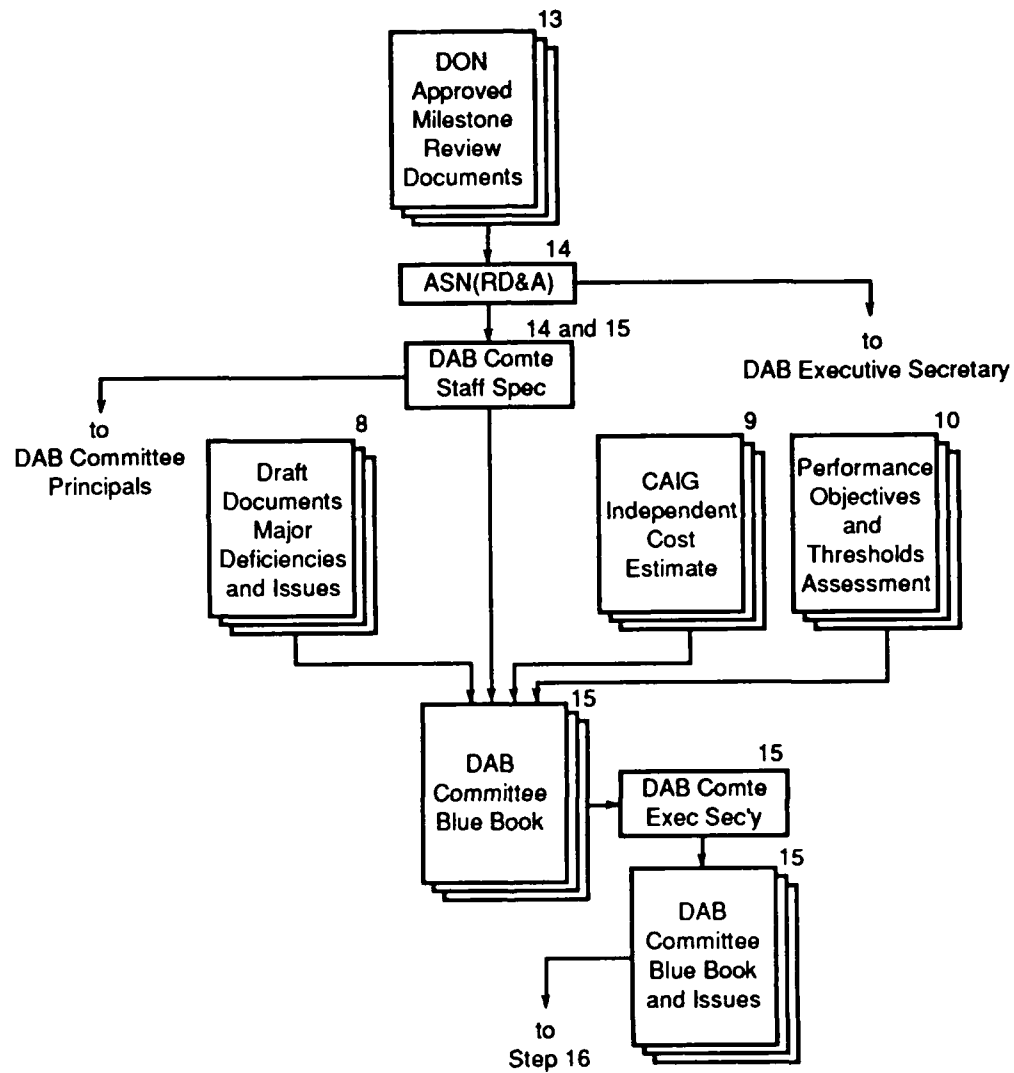 13
DON
Approved
Milestone
Review
Documents
14
ASN(RD&A)
14 and 15
DAB Comte
Staff Spec
to
DAB Executive Secretary
to
DAB Committee
Principals
8
Draft
Documents
Major
Deficiencies
and Issues
9
CAIG
Independent
Cost
Estimate
10
Performance
Objectives
and
Thresholds
Assessment
15
DAB
Committee
Blue Book
15
DAB Comte
Exec Sec'y
15
DAB
Committee
Blue Book
and Issues
to
Step 16